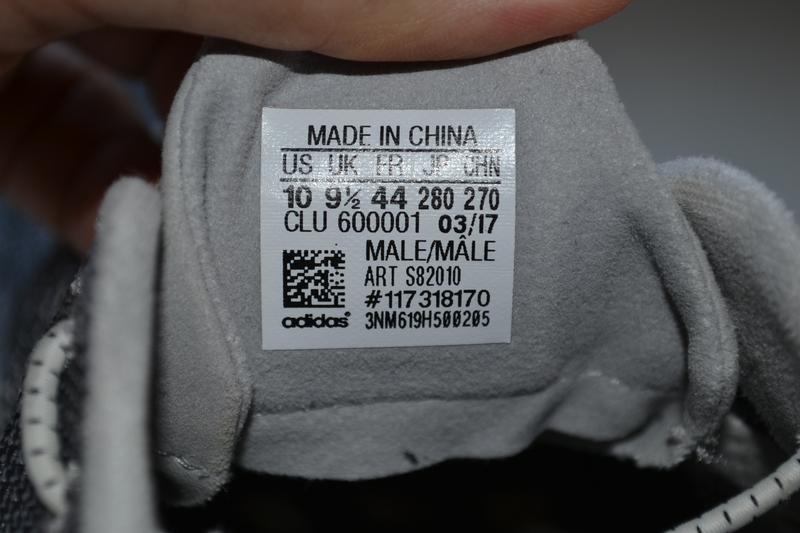 MADE IN CHINA
US UK FR JP CHN
10 9½ 44 280 270
CLU 600001 03/17
MALE/MÂLE
ART S82010
#117318170
adidas® 3NM619H500205